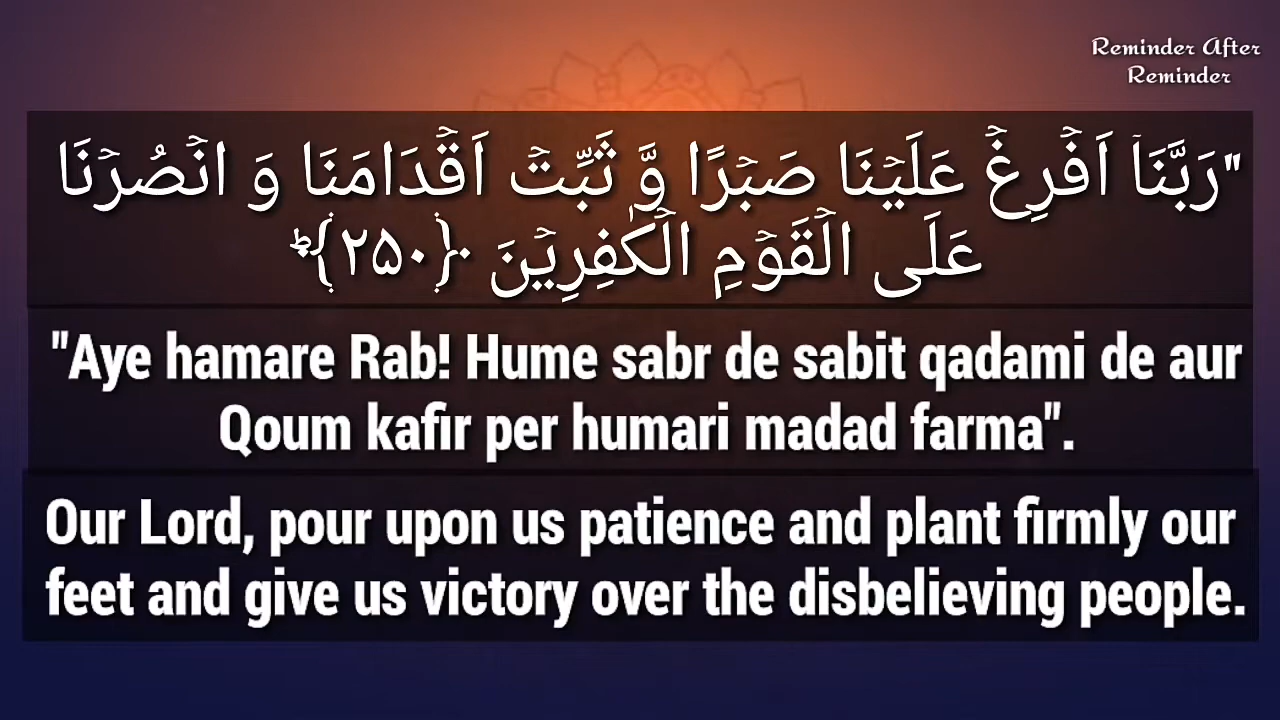 Reminder After
Reminder
"رَبَّنَاۤ اَفۡرِغۡ عَلَيۡنَا صَبۡرًا وَّ ثَبِّتۡ اَقۡدَامَنَا وَ انۡصُرۡنَا
عَلَى الۡقَوۡمِ الۡكٰفِرِيۡنَ ﴿۲۵۰﴾ؕ
"Aye hamare Rab! Hume sabr de sabit qadami de aur
Qoum kafir per humari madad farma".
Our Lord, pour upon us patience and plant firmly our
feet and give us victory over the disbelieving people.